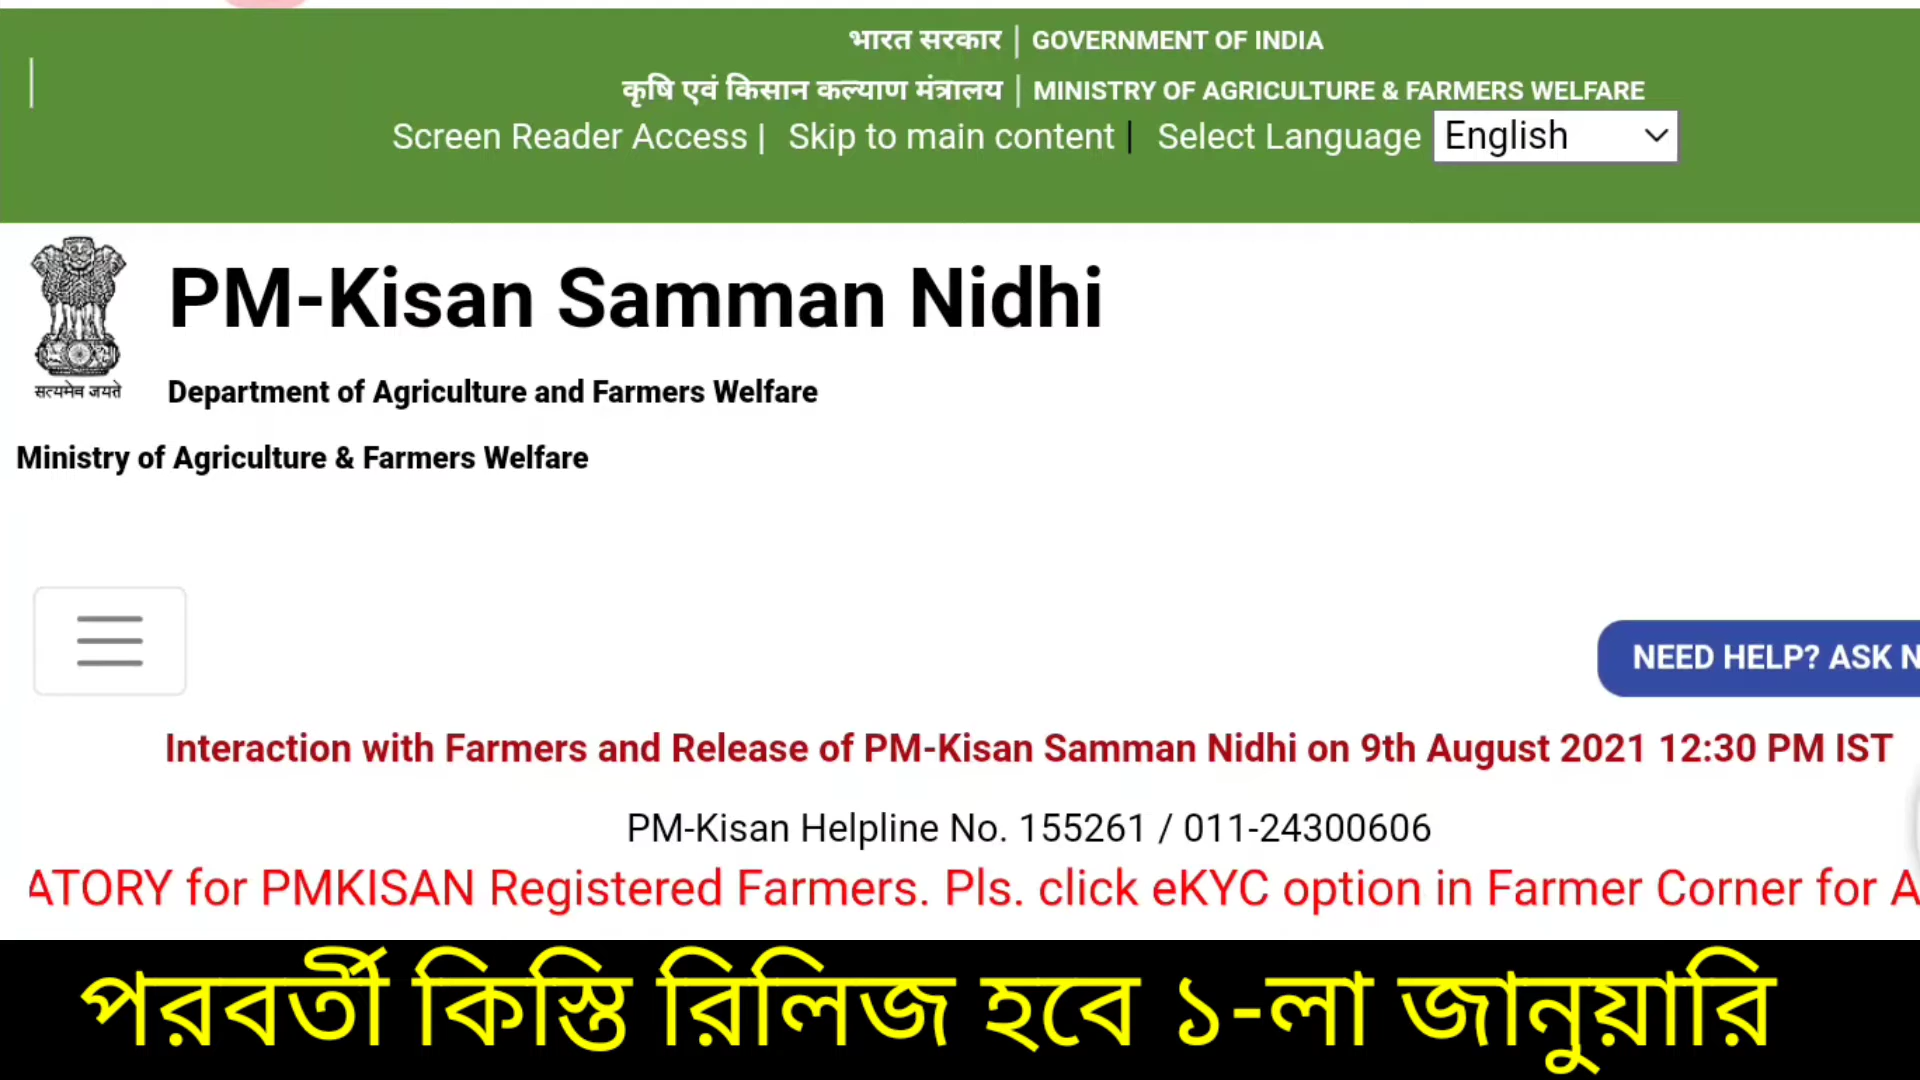 भारत सरकार | GOVERNMENT OF INDIA
कृषि एवं किसान कल्याण मंत्रालय | MINISTRY OF AGRICULTURE & FARMERS WELFARE
Screen Reader Access | Skip to main content | Select Language English
PM-Kisan Samman Nidhi
सत्यमेव जयते
Department of Agriculture and Farmers Welfare
Ministry of Agriculture & Farmers Welfare
NEED HELP? ASK N
Interaction with Farmers and Release of PM-Kisan Samman Nidhi on 9th August 2021 12:30 PM IST
PM-Kisan Helpline No. 155261 / 011-24300606
ATORY for PMKISAN Registered Farmers. Pls. click eKYC option in Farmer Corner for A
পরবর্তী কিস্তি রিলিজ হবে ১-লা জানুয়ারি